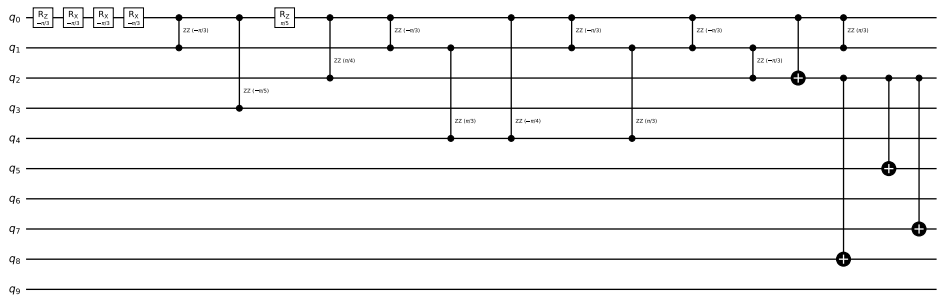 q0 RZ −π/3 RX −π/3 RX −π/3 RX −π/3 RZ π/5
ZZ (−π/3) ZZ (−π/3) ZZ (−π/3) ZZ (−π/3) ZZ (π/3)
q1
ZZ (π/4) ZZ (−π/3)
q2
ZZ (−π/5)
q3
ZZ (π/3) ZZ (−π/4) ZZ (π/3)
q4
q5
q6
q7
q8
q9